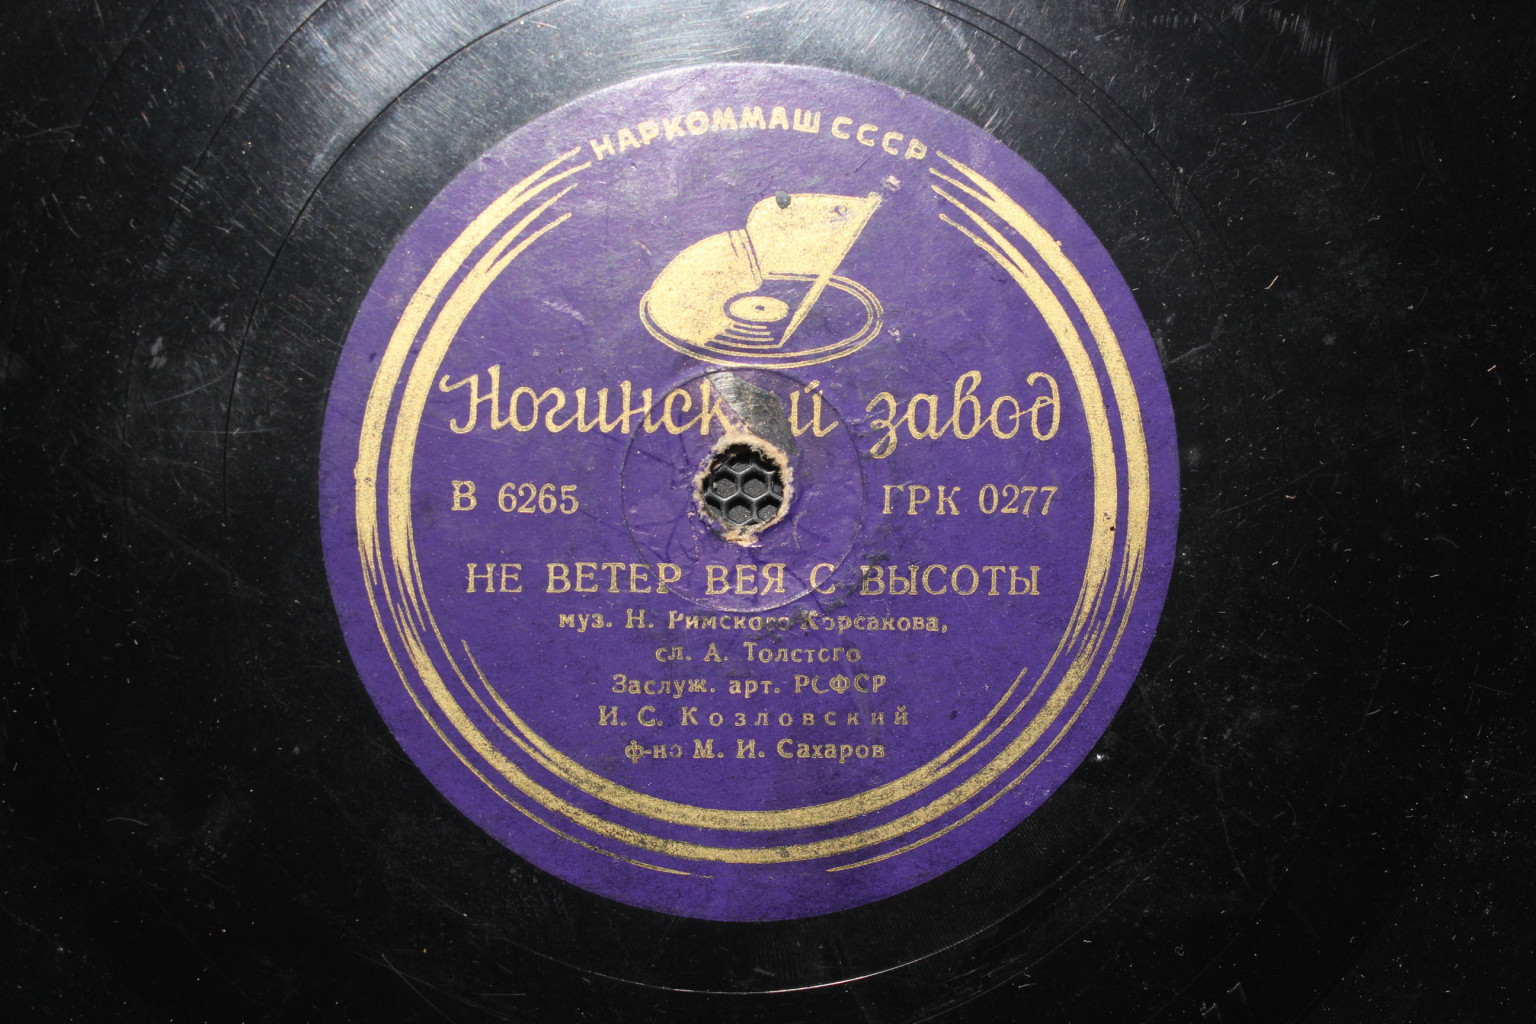 НАРКОММАШ СССР
Ногинский завод
В 6265 ГРК 0277
НЕ ВЕТЕР ВЕЯ С ВЫСОТЫ
муз. Н. Римского-Корсакова,
сл. А. Толстого
Заслуж. арт. РСФСР
И. С. Козловский
ф-но М. И. Сахаров